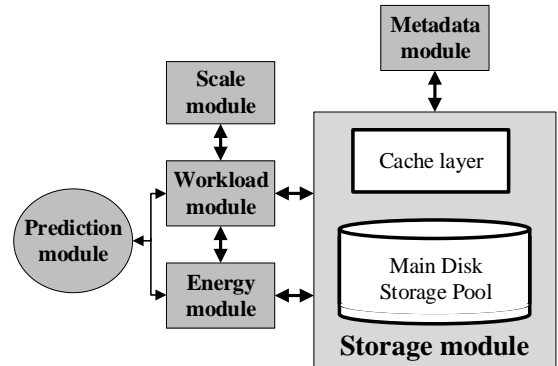 Metadata
module
Scale
module
Cache layer
Workload
module
Prediction
module
Main Disk
Storage Pool
Energy
module
Storage module